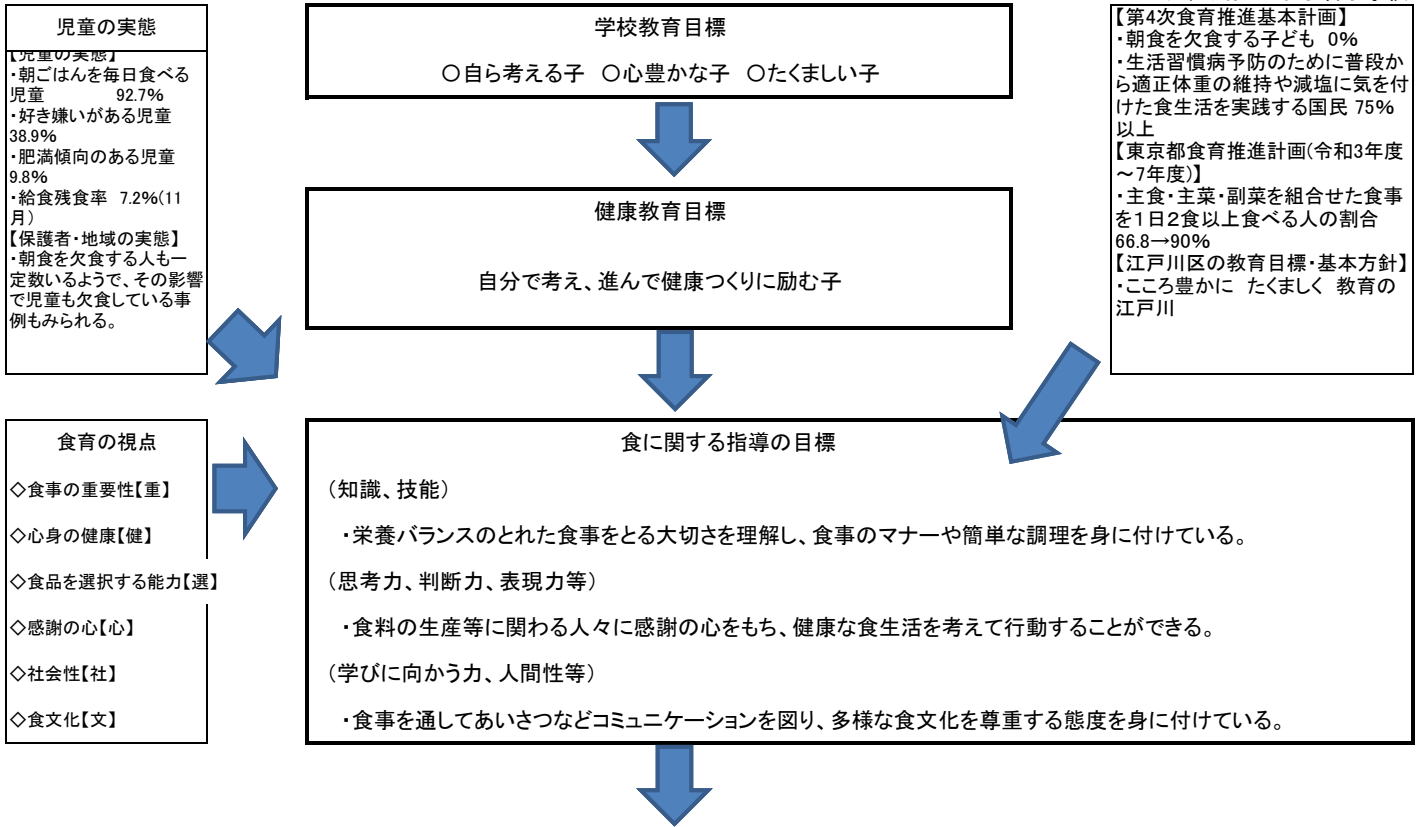 児童の実態
【児童の実態】
・朝ごはんを毎日食べる
児童 92.7%
・好き嫌いがある児童
38.9%
・肥満傾向のある児童
9.8%
・給食残食率 7.2%(11
月)
【保護者・地域の実態】
・朝食を欠食する人も一
定数いるようで、その影響
で児童も欠食している事
例もみられる。
学校教育目標
○自ら考える子 ○心豊かな子 ○たくましい子
健康教育目標
自分で考え、進んで健康つくりに励む子
【第4次食育推進基本計画】
・朝食を欠食する子ども 0%
・生活習慣病予防のために普段か
ら適正体重の維持や減塩に気を付
けた食生活を実践する国民 75%
以上
【東京都食育推進計画(令和3年度
～7年度)】
・主食・主菜・副菜を組合せた食事
を1日2食以上食べる人の割合
66.8→90%
【江戸川区の教育目標・基本方針】
・こころ豊かに たくましく 教育の
江戸川
食育の視点
◇食事の重要性【重】
◇心身の健康【健】
◇食品を選択する能力【選】
◇感謝の心【心】
◇社会性【社】
◇食文化【文】
食に関する指導の目標
(知識、技能)
・栄養バランスのとれた食事をとる大切さを理解し、食事のマナーや簡単な調理を身に付けている。
(思考力、判断力、表現力等)
・食料の生産等に関わる人々に感謝の心をもち、健康な食生活を考えて行動することができる。
(学びに向かう力、人間性等)
・食事を通してあいさつなどコミュニケーションを図り、多様な食文化を尊重する態度を身に付けている。